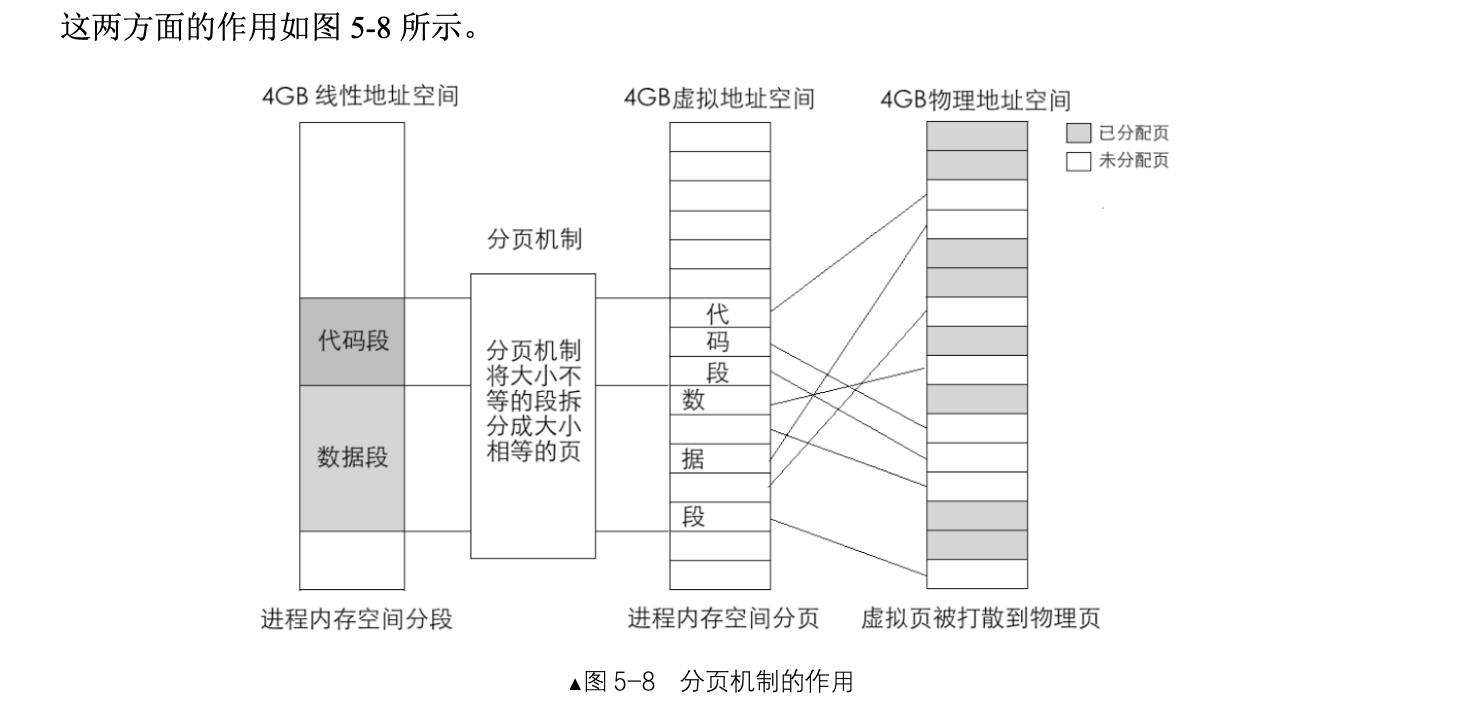 这两方面的作用如图 5-8 所示。
4GB 线性地址空间
4GB虚拟地址空间
4GB物理地址空间
已分配页
未分配页
分页机制
代码段
数据段
分页机制
将大小不
等的段拆
分成大小
相等的页
代
码
段
数
据
段
进程内存空间分段
进程内存空间分页
虚拟页被打散到物理页
▲图 5-8 分页机制的作用